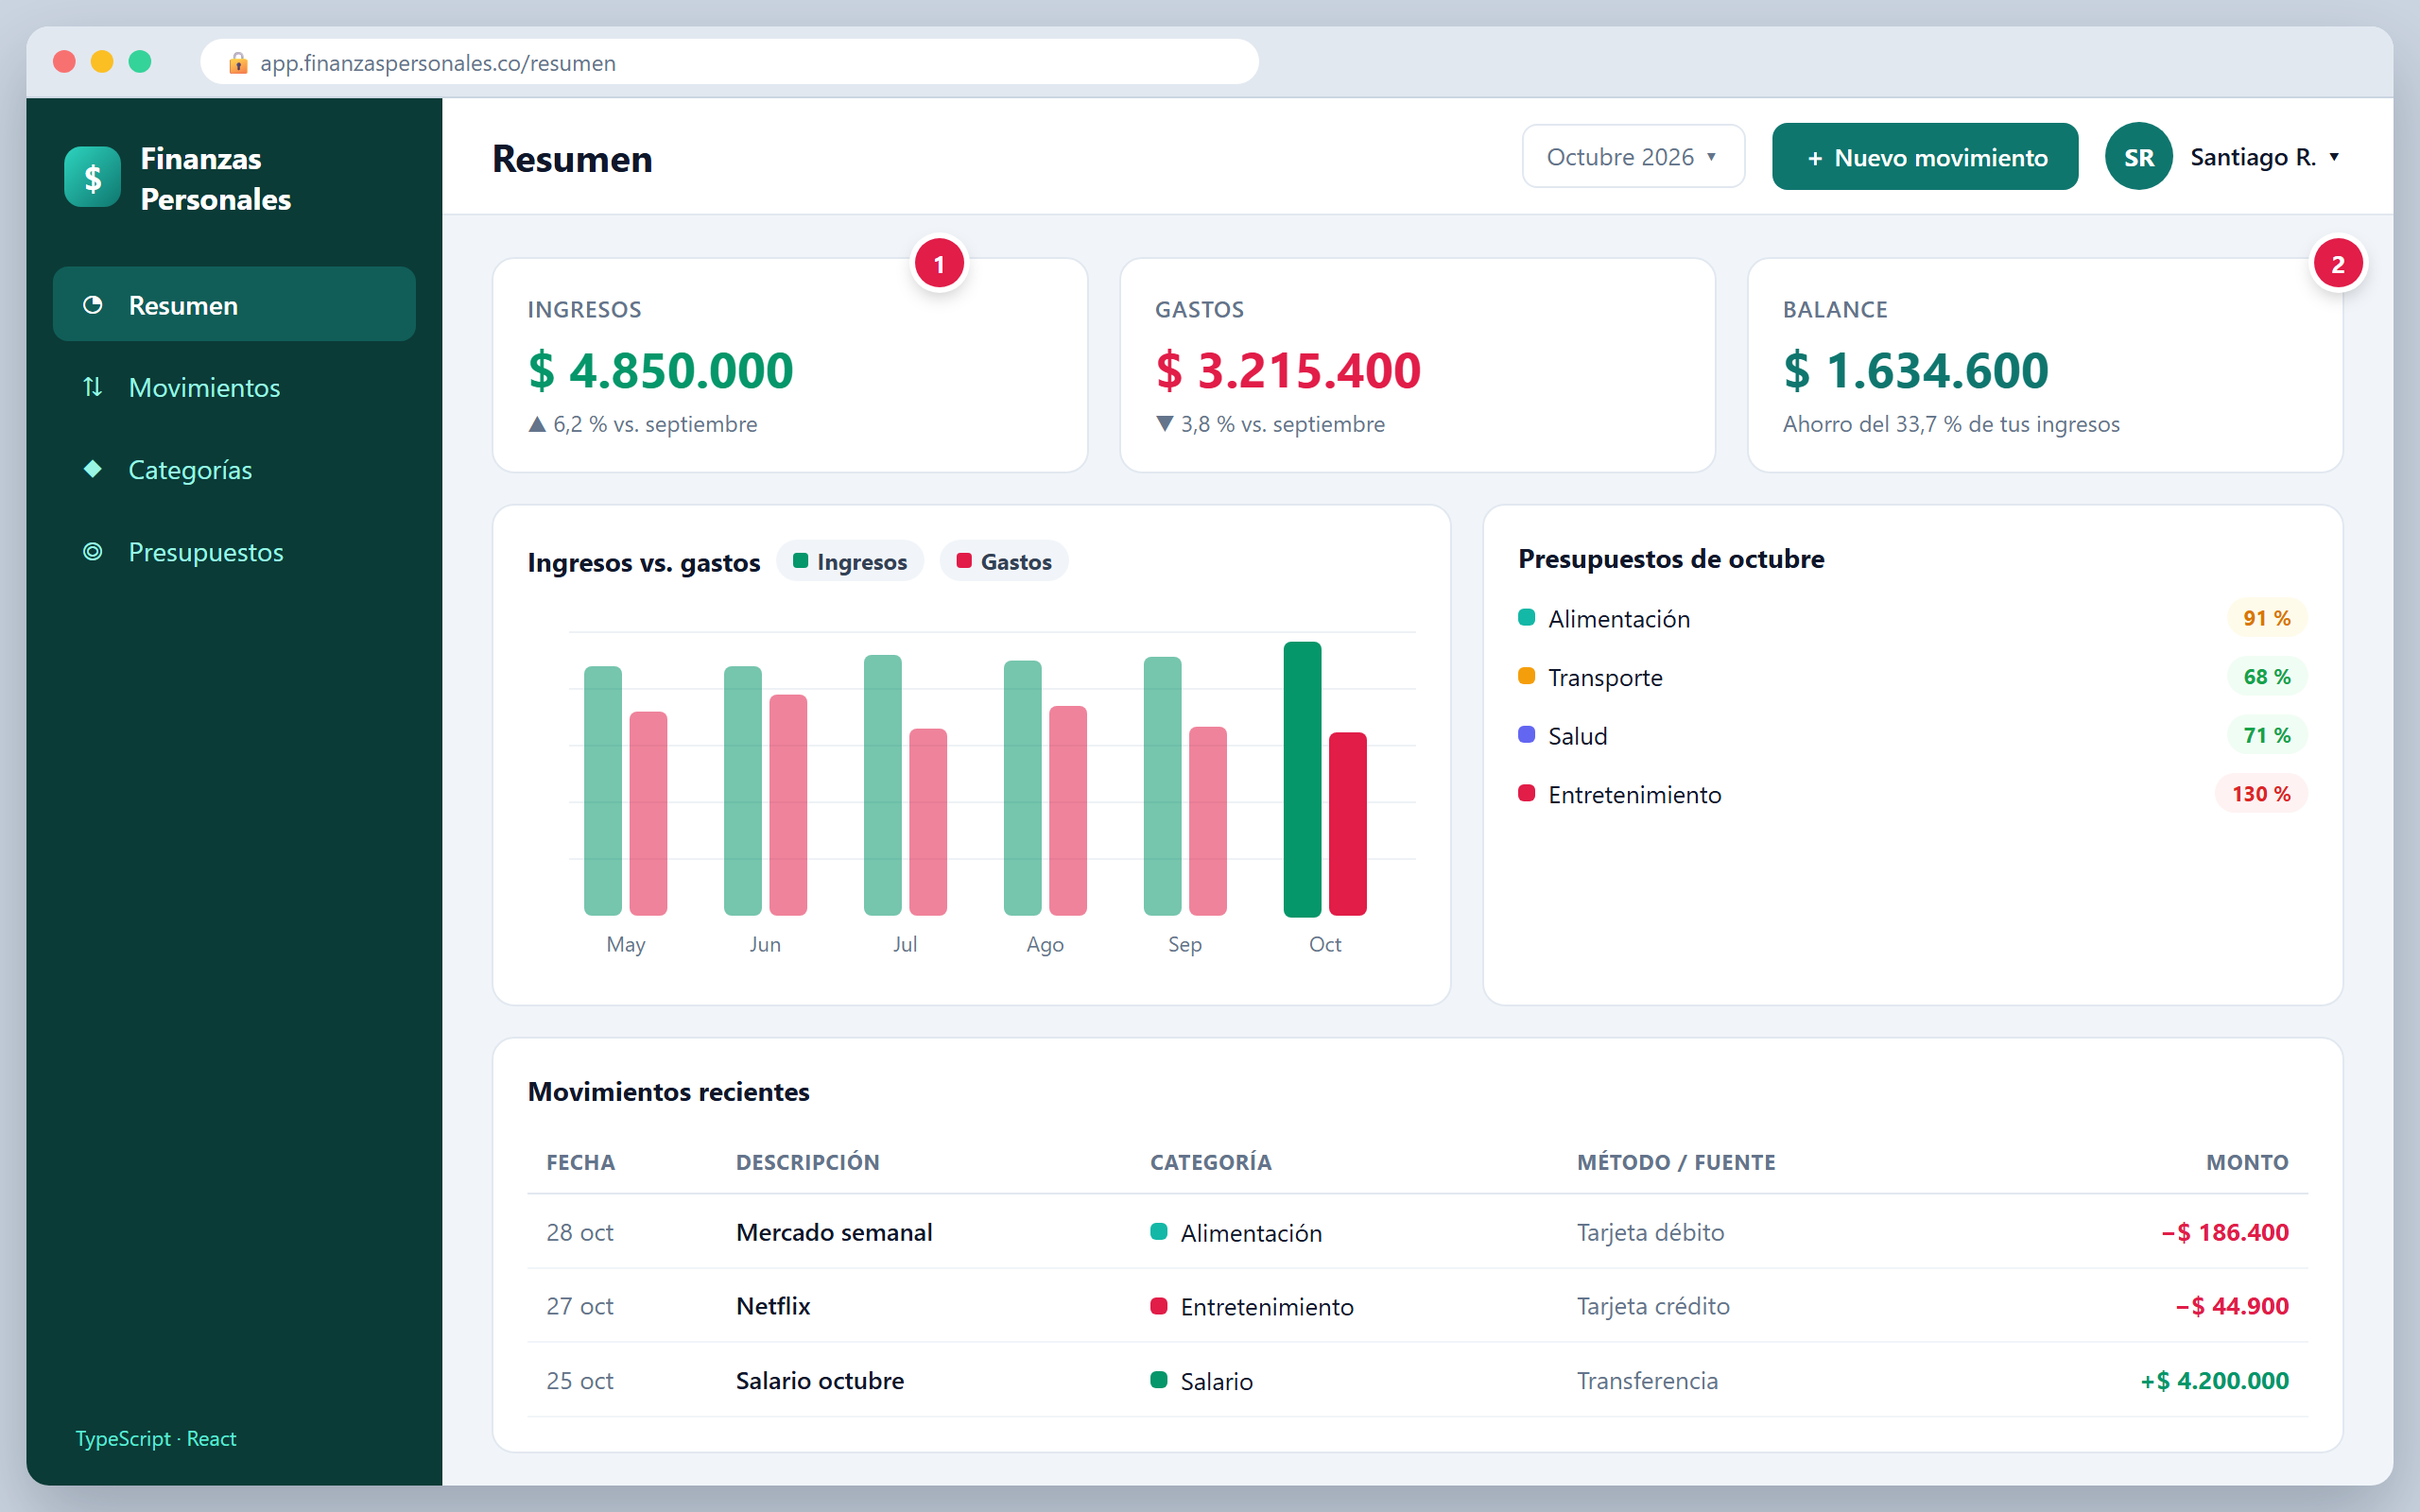 app.finanzaspersonales.co/resumen
$
Finanzas
Personales
Resumen
Movimientos
Categorías
Presupuestos
TypeScript · React
Resumen
Octubre 2026 ▼
+ Nuevo movimiento
SR
Santiago R. ▼
1
2
INGRESOS
$ 4.850.000
▲ 6,2 % vs. septiembre
GASTOS
$ 3.215.400
▼ 3,8 % vs. septiembre
BALANCE
$ 1.634.600
Ahorro del 33,7 % de tus ingresos
Ingresos vs. gastos
Ingresos
Gastos
May
Jun
Jul
Ago
Sep
Oct
Presupuestos de octubre
Alimentación 91 %
Transporte 68 %
Salud 71 %
Entretenimiento 130 %
Movimientos recientes
FECHA DESCRIPCIÓN CATEGORÍA MÉTODO / FUENTE MONTO
28 oct Mercado semanal Alimentación Tarjeta débito −$ 186.400
27 oct Netflix Entretenimiento Tarjeta crédito −$ 44.900
25 oct Salario octubre Salario Transferencia +$ 4.200.000